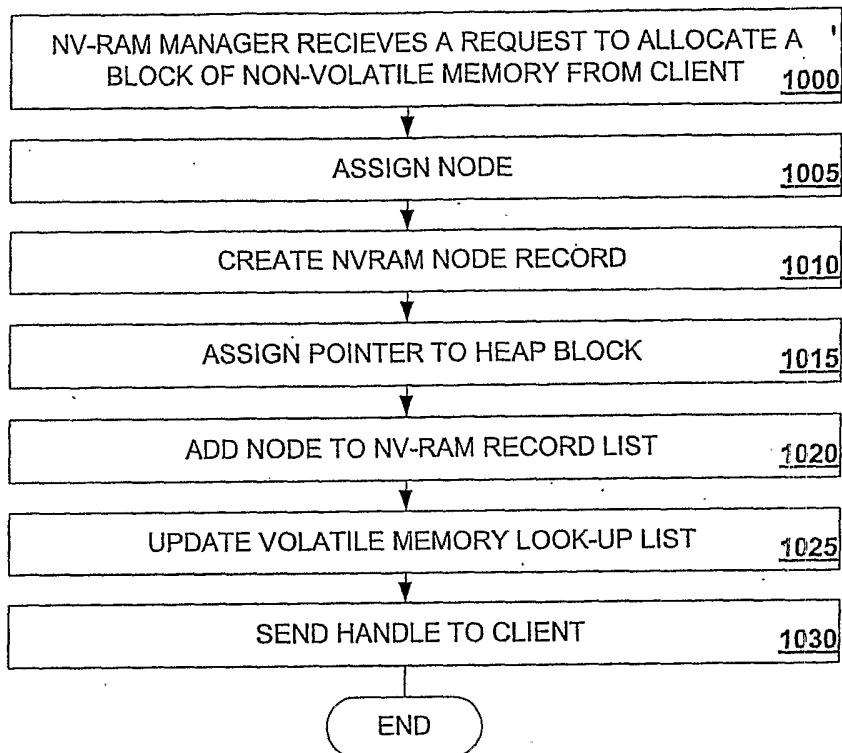 NV-RAM MANAGER RECIEVES A REQUEST TO ALLOCATE A
BLOCK OF NON-VOLATILE MEMORY FROM CLIENT 1000
ASSIGN NODE 1005
CREATE NVRAM NODE RECORD 1010
ASSIGN POINTER TO HEAP BLOCK 1015
ADD NODE TO NV-RAM RECORD LIST 1020
UPDATE VOLATILE MEMORY LOOK-UP LIST 1025
SEND HANDLE TO CLIENT 1030
END